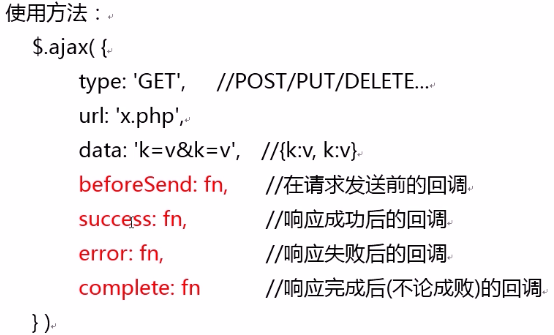 使用方法：
$.ajax( {
type: 'GET', //POST/PUT/DELETE…
url: 'x.php',
data: 'k=v&k=v', //{k:v, k:v}
beforeSend: fn, //在请求发送前的回调
success: fn, //响应成功后的回调
error: fn, //响应失败后的回调
complete: fn //响应完成后(不论成败)的回调
} )